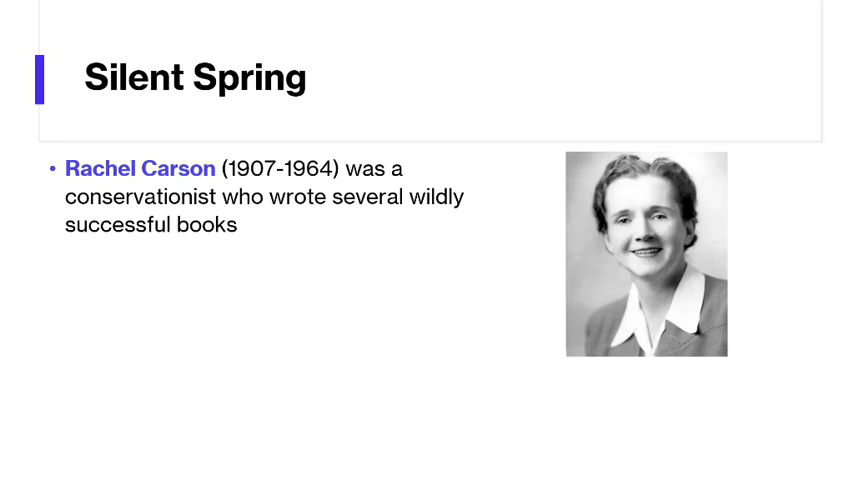 Silent Spring
• Rachel Carson (1907-1964) was a
conservationist who wrote several wildly
successful books